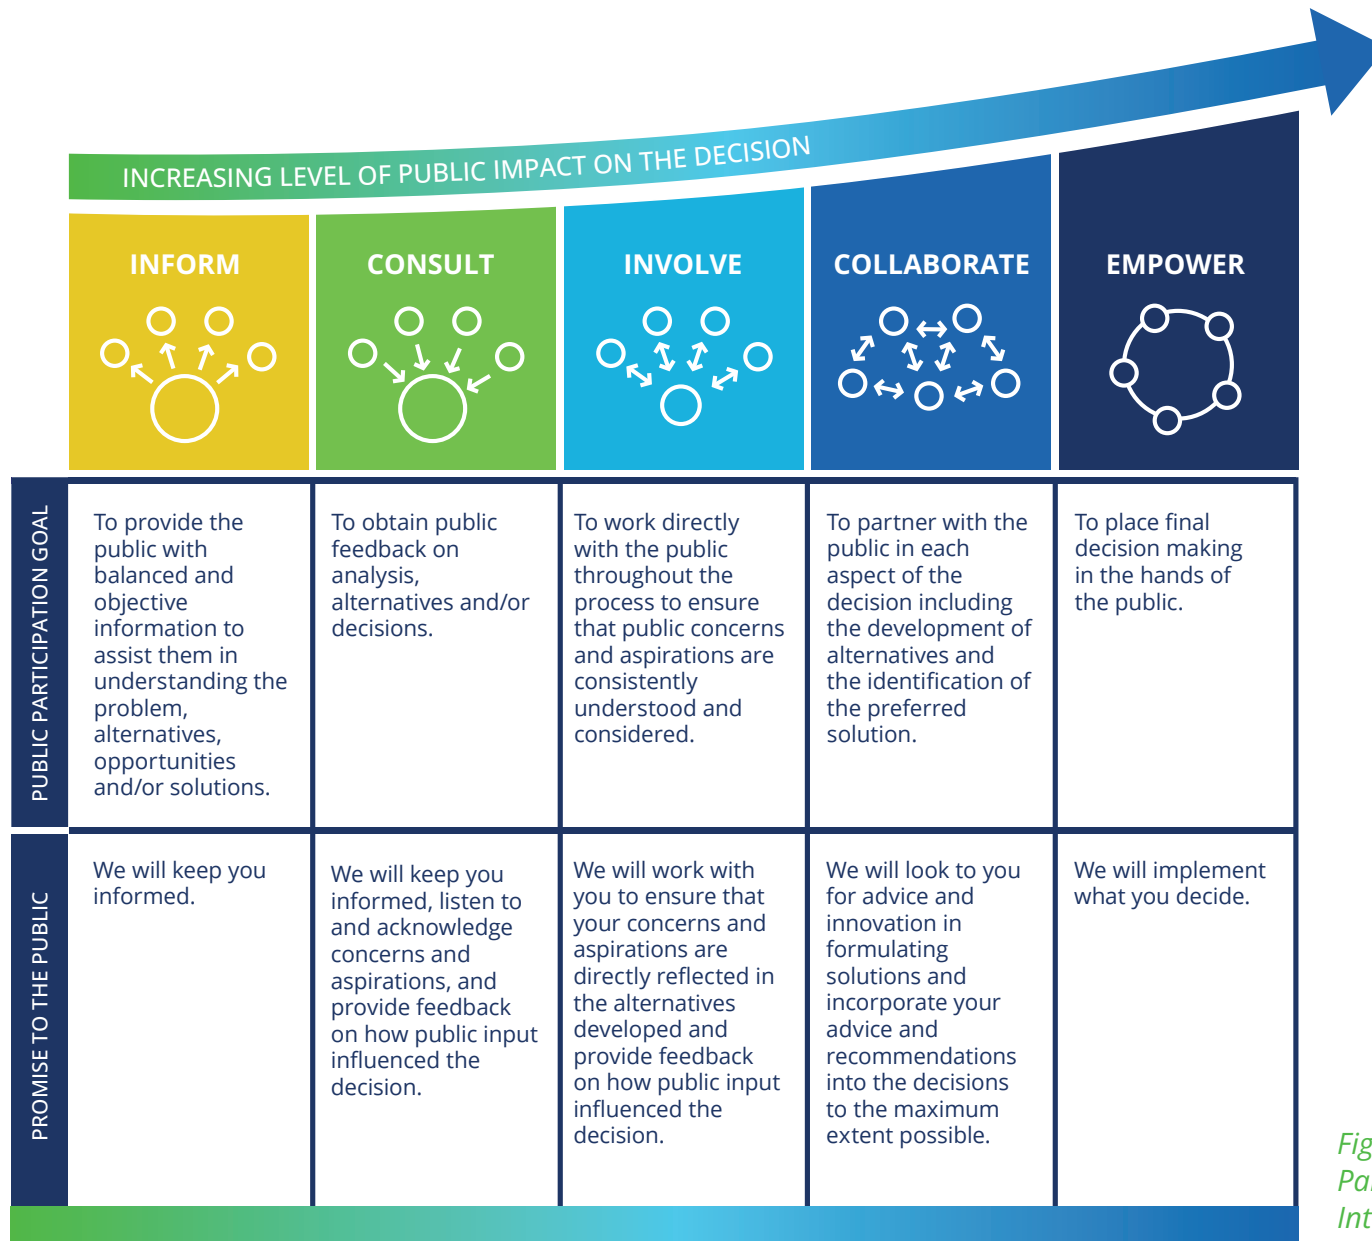 INCREASING LEVEL OF PUBLIC IMPACT ON THE DECISION
INFORM
CONSULT
INVOLVE
COLLABORATE
EMPOWER
PUBLIC PARTICIPATION GOAL
To provide the
public with
balanced and
objective
information to
assist them in
understanding the
problem,
alternatives,
opportunities
and/or solutions.
To obtain public
feedback on
analysis,
alternatives and/or
decisions.
To work directly
with the public
throughout the
process to ensure
that public concerns
and aspirations are
consistently
understood and
considered.
To partner with the
public in each
aspect of the
decision including
the development of
alternatives and
the identification of
the preferred
solution.
To place final
decision making
in the hands of
the public.
PROMISE TO THE PUBLIC
We will keep you
informed.
We will keep you
informed, listen to
and acknowledge
concerns and
aspirations, and
provide feedback
on how public input
influenced the
decision.
We will work with
you to ensure that
your concerns and
aspirations are
directly reflected in
the alternatives
developed and
provide feedback
on how public input
influenced the
decision.
We will look to you
for advice and
innovation in
formulating
solutions and
incorporate your
advice and
recommendations
into the decisions
to the maximum
extent possible.
We will implement
what you decide.